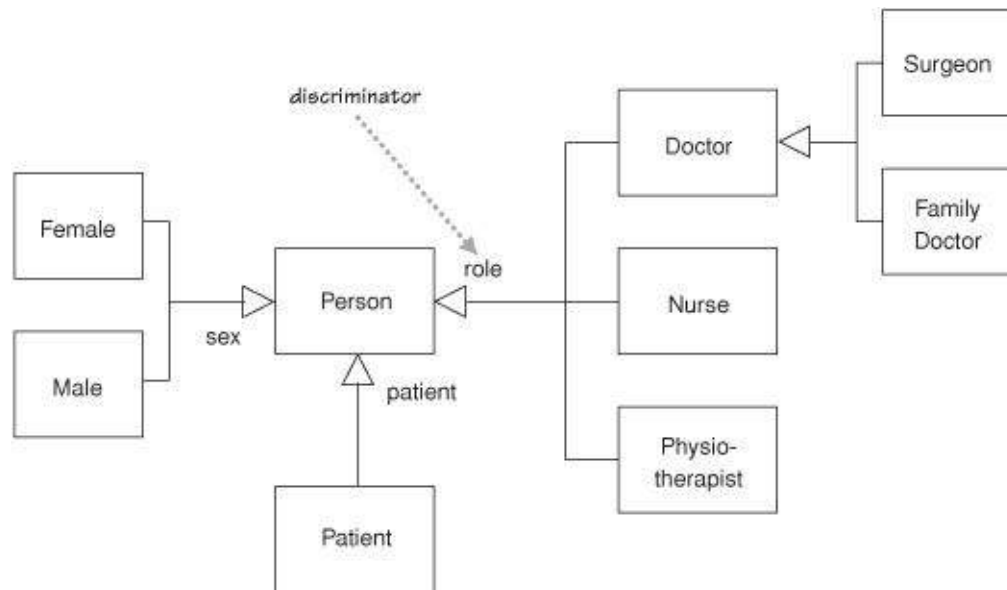 Surgeon
discriminator
Doctor
Female
Family
Doctor
role
Person
Nurse
sex
Male
patient
Physio-
therapist
Patient